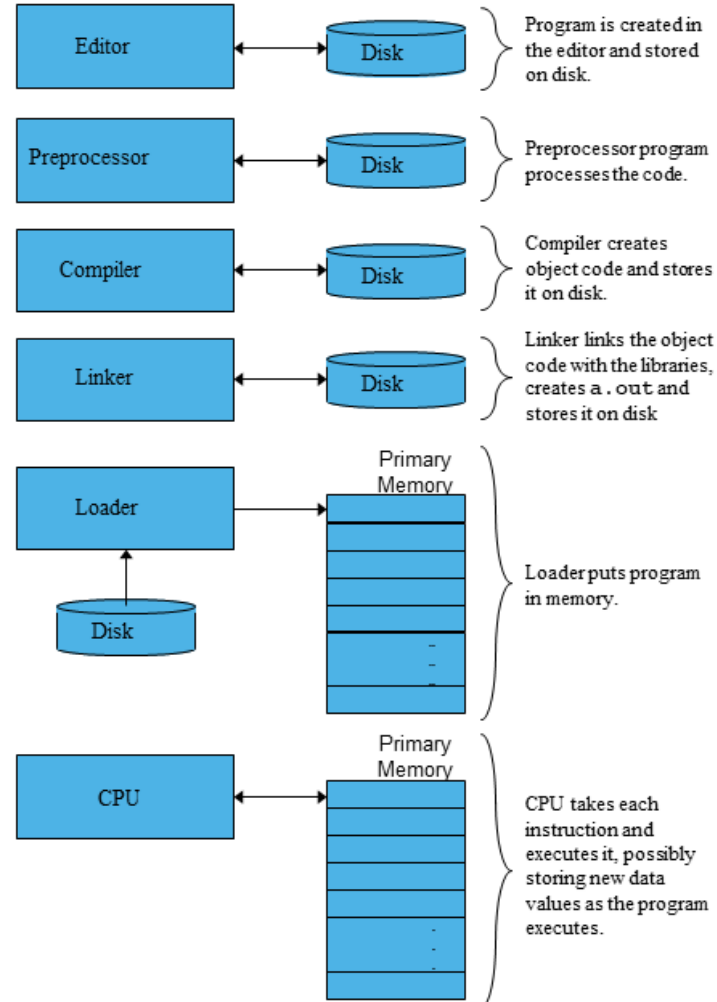 Editor
Disk
Program is created in
the editor and stored
on disk.
Preprocessor
Disk
Preprocessor program
processes the code.
Compiler
Disk
Compiler creates
object code and stores
it on disk.
Linker
Disk
Linker links the object
code with the libraries,
creates a.out and
stores it on disk
Loader
Disk
Primary
Memory
Loader puts program
in memory.
CPU
Primary
Memory
CPU takes each
instruction and
executes it, possibly
storing new data
values as the program
executes.